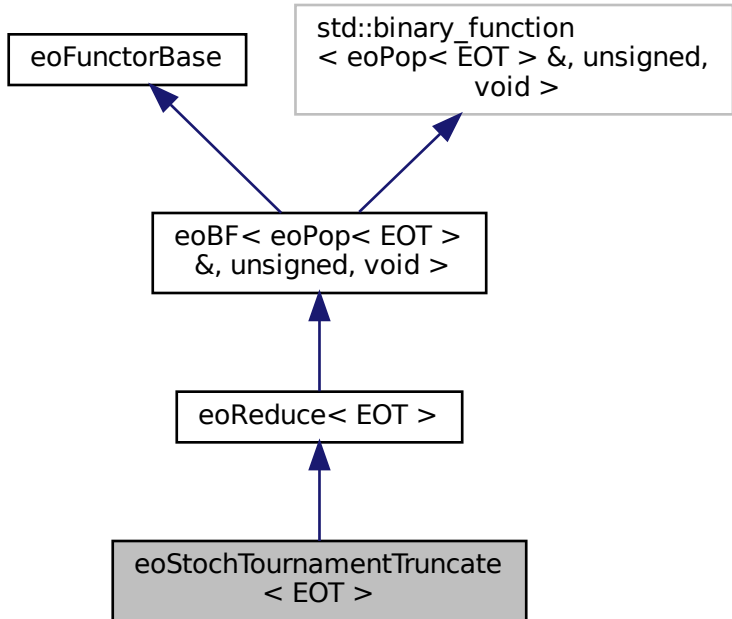 eoFunctorBase
std::binary_function
< eoPop< EOT > &, unsigned,
void >
eoBF< eoPop< EOT >
&, unsigned, void >
eoReduce< EOT >
eoStochTournamentTruncate
< EOT >